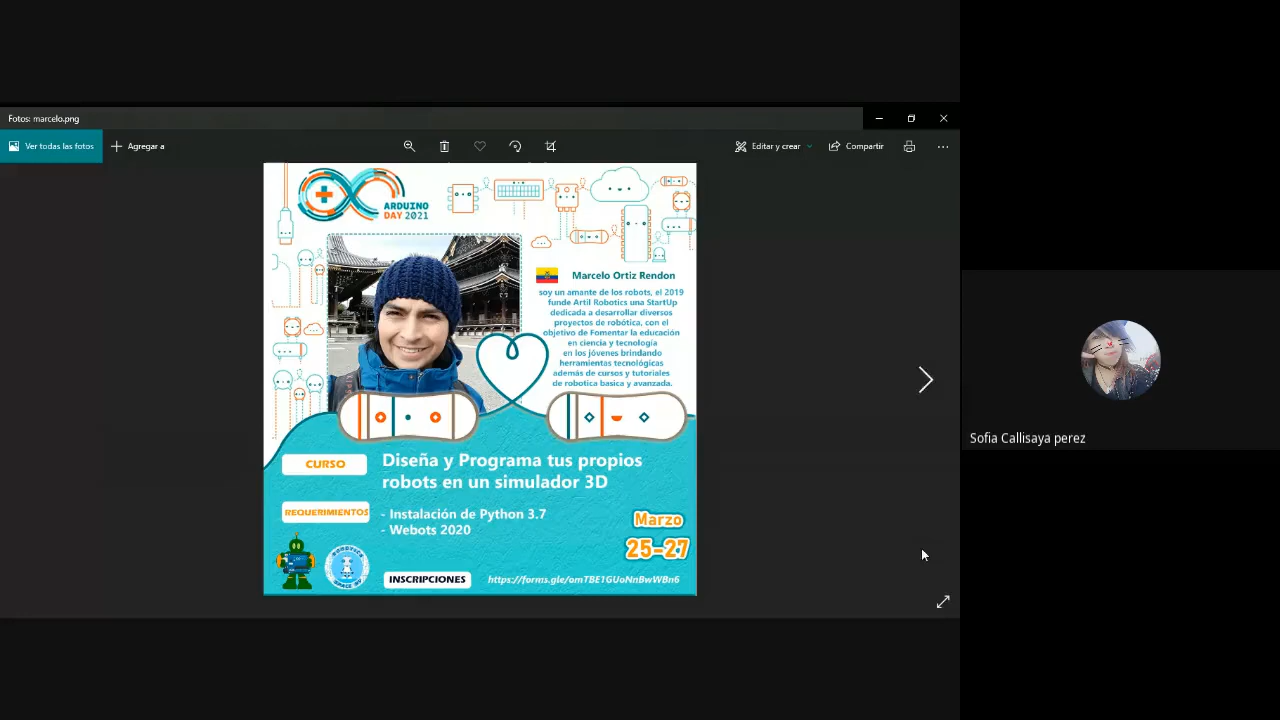 Fotos: marcelo.png
Ver todas las fotos
Agregar a
Editar y crear
Compartir
ARDUINO
DAY 2021
Marcelo Ortiz Rendon
soy un amante de los robots, el 2019
funde Artil Robotics una StartUp
dedicada a desarrollar diversos
proyectos de robótica, con el
objetivo de Fomentar la educación
en ciencia y tecnología
en los jóvenes brindando
herramientas tecnológicas
además de cursos y tutoriales
de robotica basica y avanzada.
CURSO
Diseña y Programa tus propios
robots en un simulador 3D
REQUERIMIENTOS
- Instalación de Python 3.7
- Webots 2020
Marzo
25-27
INSCRIPCIONES
https://forms.gle/omTBE1GUoNnBwWBn6
Sofia Callisaya perez